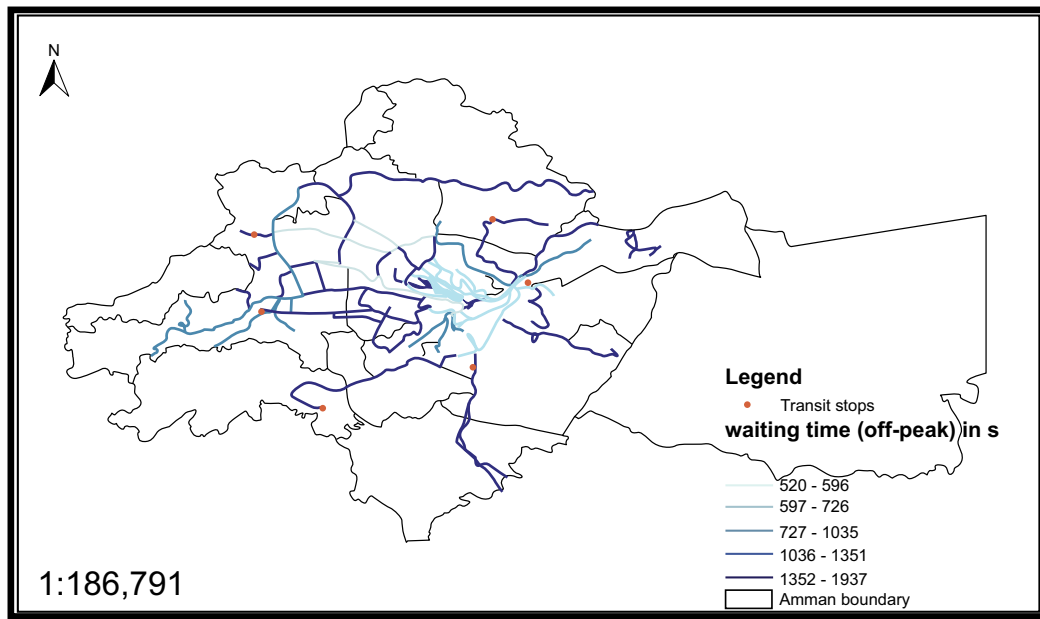 N
Legend
Transit stops
waiting time (off-peak) in s
520 - 596
597 - 726
727 - 1035
1036 - 1351
1352 - 1937
Amman boundary
1:186,791